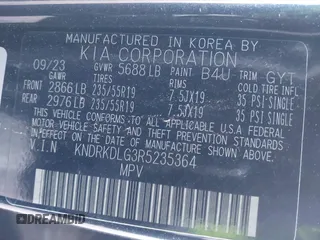 MANUFACTURED IN KOREA BY
KIA CORPORATION
09/23 GVWR 5688LB PAINT B4U TRIM GYT
GAWR TIRES RIMS COLD TIRE INFL
FRONT 2866LB 235/55R19 7.5JX19 35 PSI SINGLE
REAR 2976LB 235/55R19 7.5JX19 35 PSI SINGLE
THIS VEHICLE CONFORMS TO ALL APPLICABLE
FEDERAL MOTOR VEHICLE SAFETY AND
THEFT PREVENTION STANDARDS IN EFFECT ON
THE DATE OF MANUFACTURE SHOWN ABOVE
V.I.N KNDRKDLG3R5235364
MPV
DREAMBID